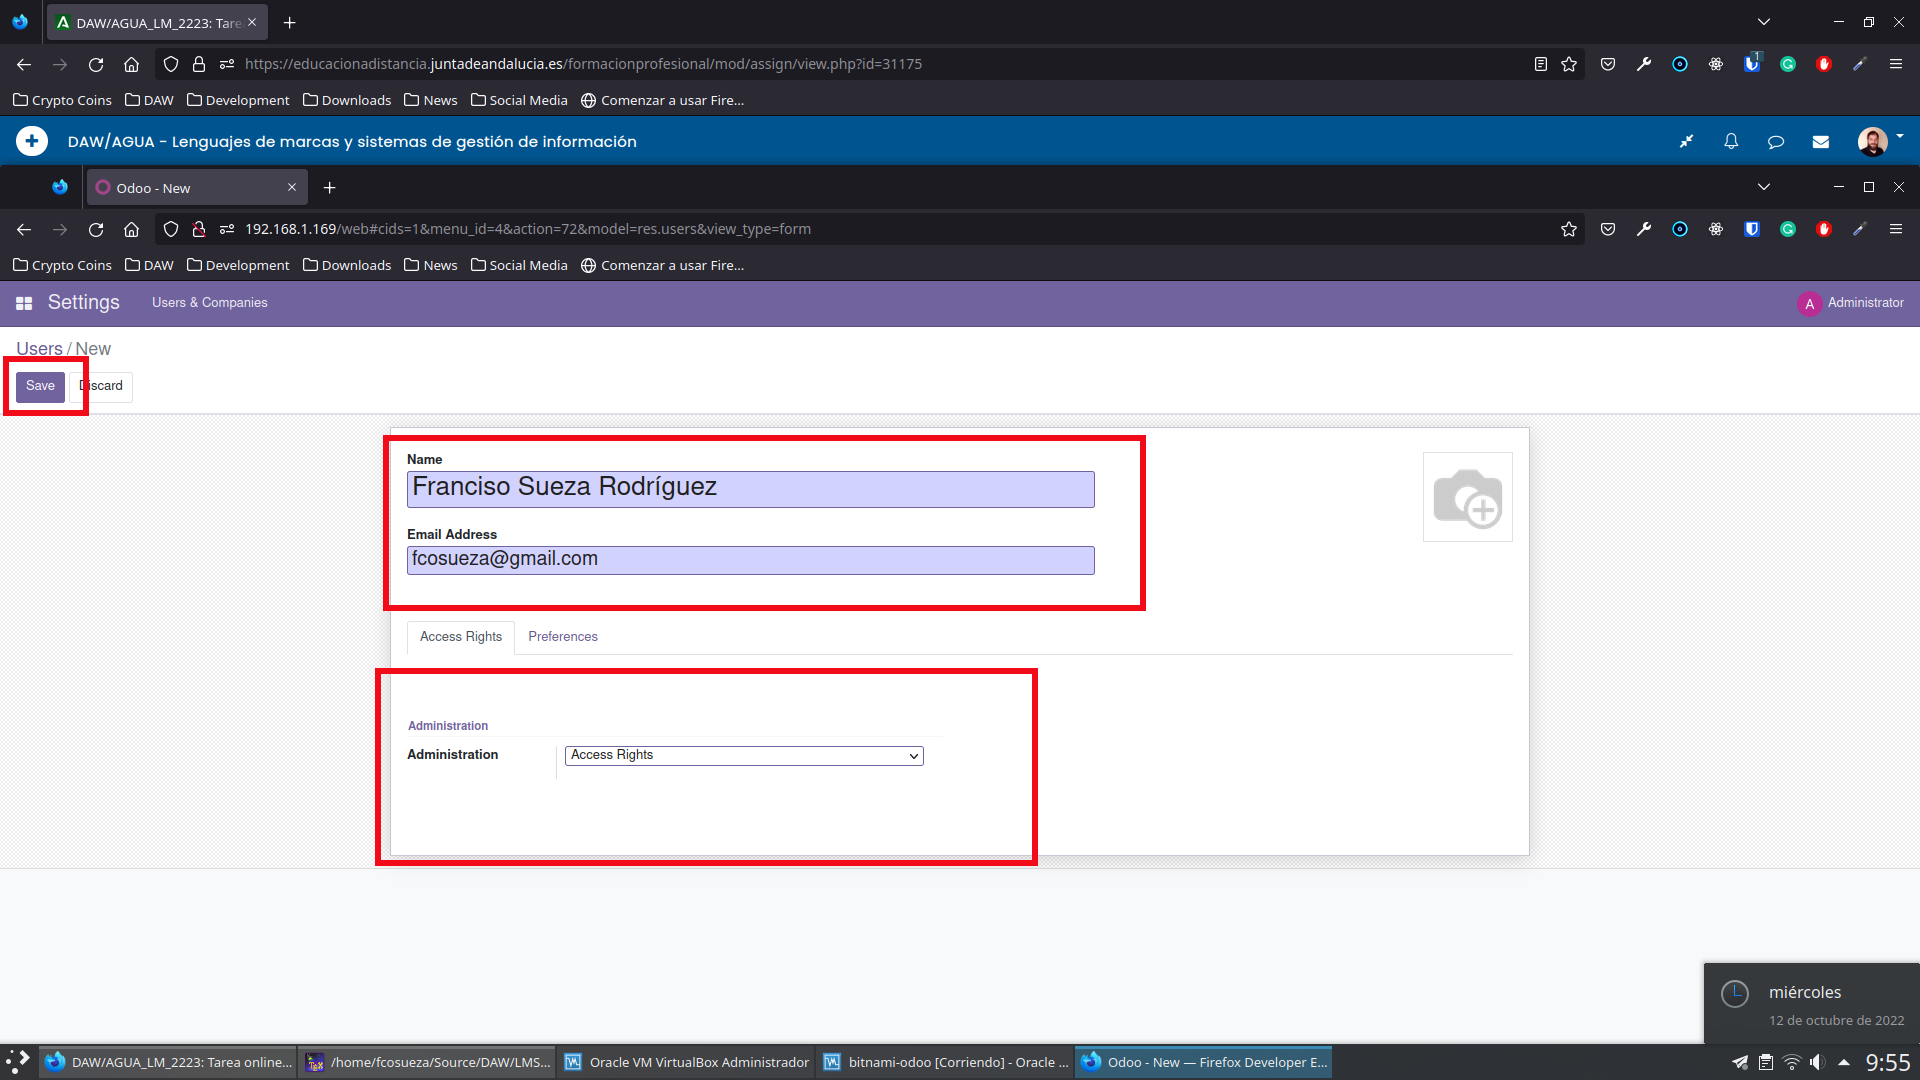 DAW/AGUA_LM_2223: Tare
https://educacionadistancia.juntadeandalucia.es/formacionprofesional/mod/assign/view.php?id=31175
1
Crypto Coins DAW Development Downloads News Social Media Comenzar a usar Fire...
DAW/AGUA - Lenguajes de marcas y sistemas de gestión de información
Odoo - New
192.168.1.169/web#cids=1&menu_id=4&action=72&model=res.users&view_type=form
Crypto Coins DAW Development Downloads News Social Media Comenzar a usar Fire...
Settings Users & Companies A Administrator
Users / New
Save Discard
Name
Franciso Sueza Rodríguez
Email Address
fcosueza@gmail.com
Access Rights Preferences
Administration
Administration Access Rights
miércoles
12 de octubre de 2022
DAW/AGUA_LM_2223: Tarea online... /home/fcosueza/Source/DAW/LMS... Oracle VM VirtualBox Administrador bitnami-odoo [Corriendo] - Oracle ... Odoo - New — Firefox Developer E... 9:55